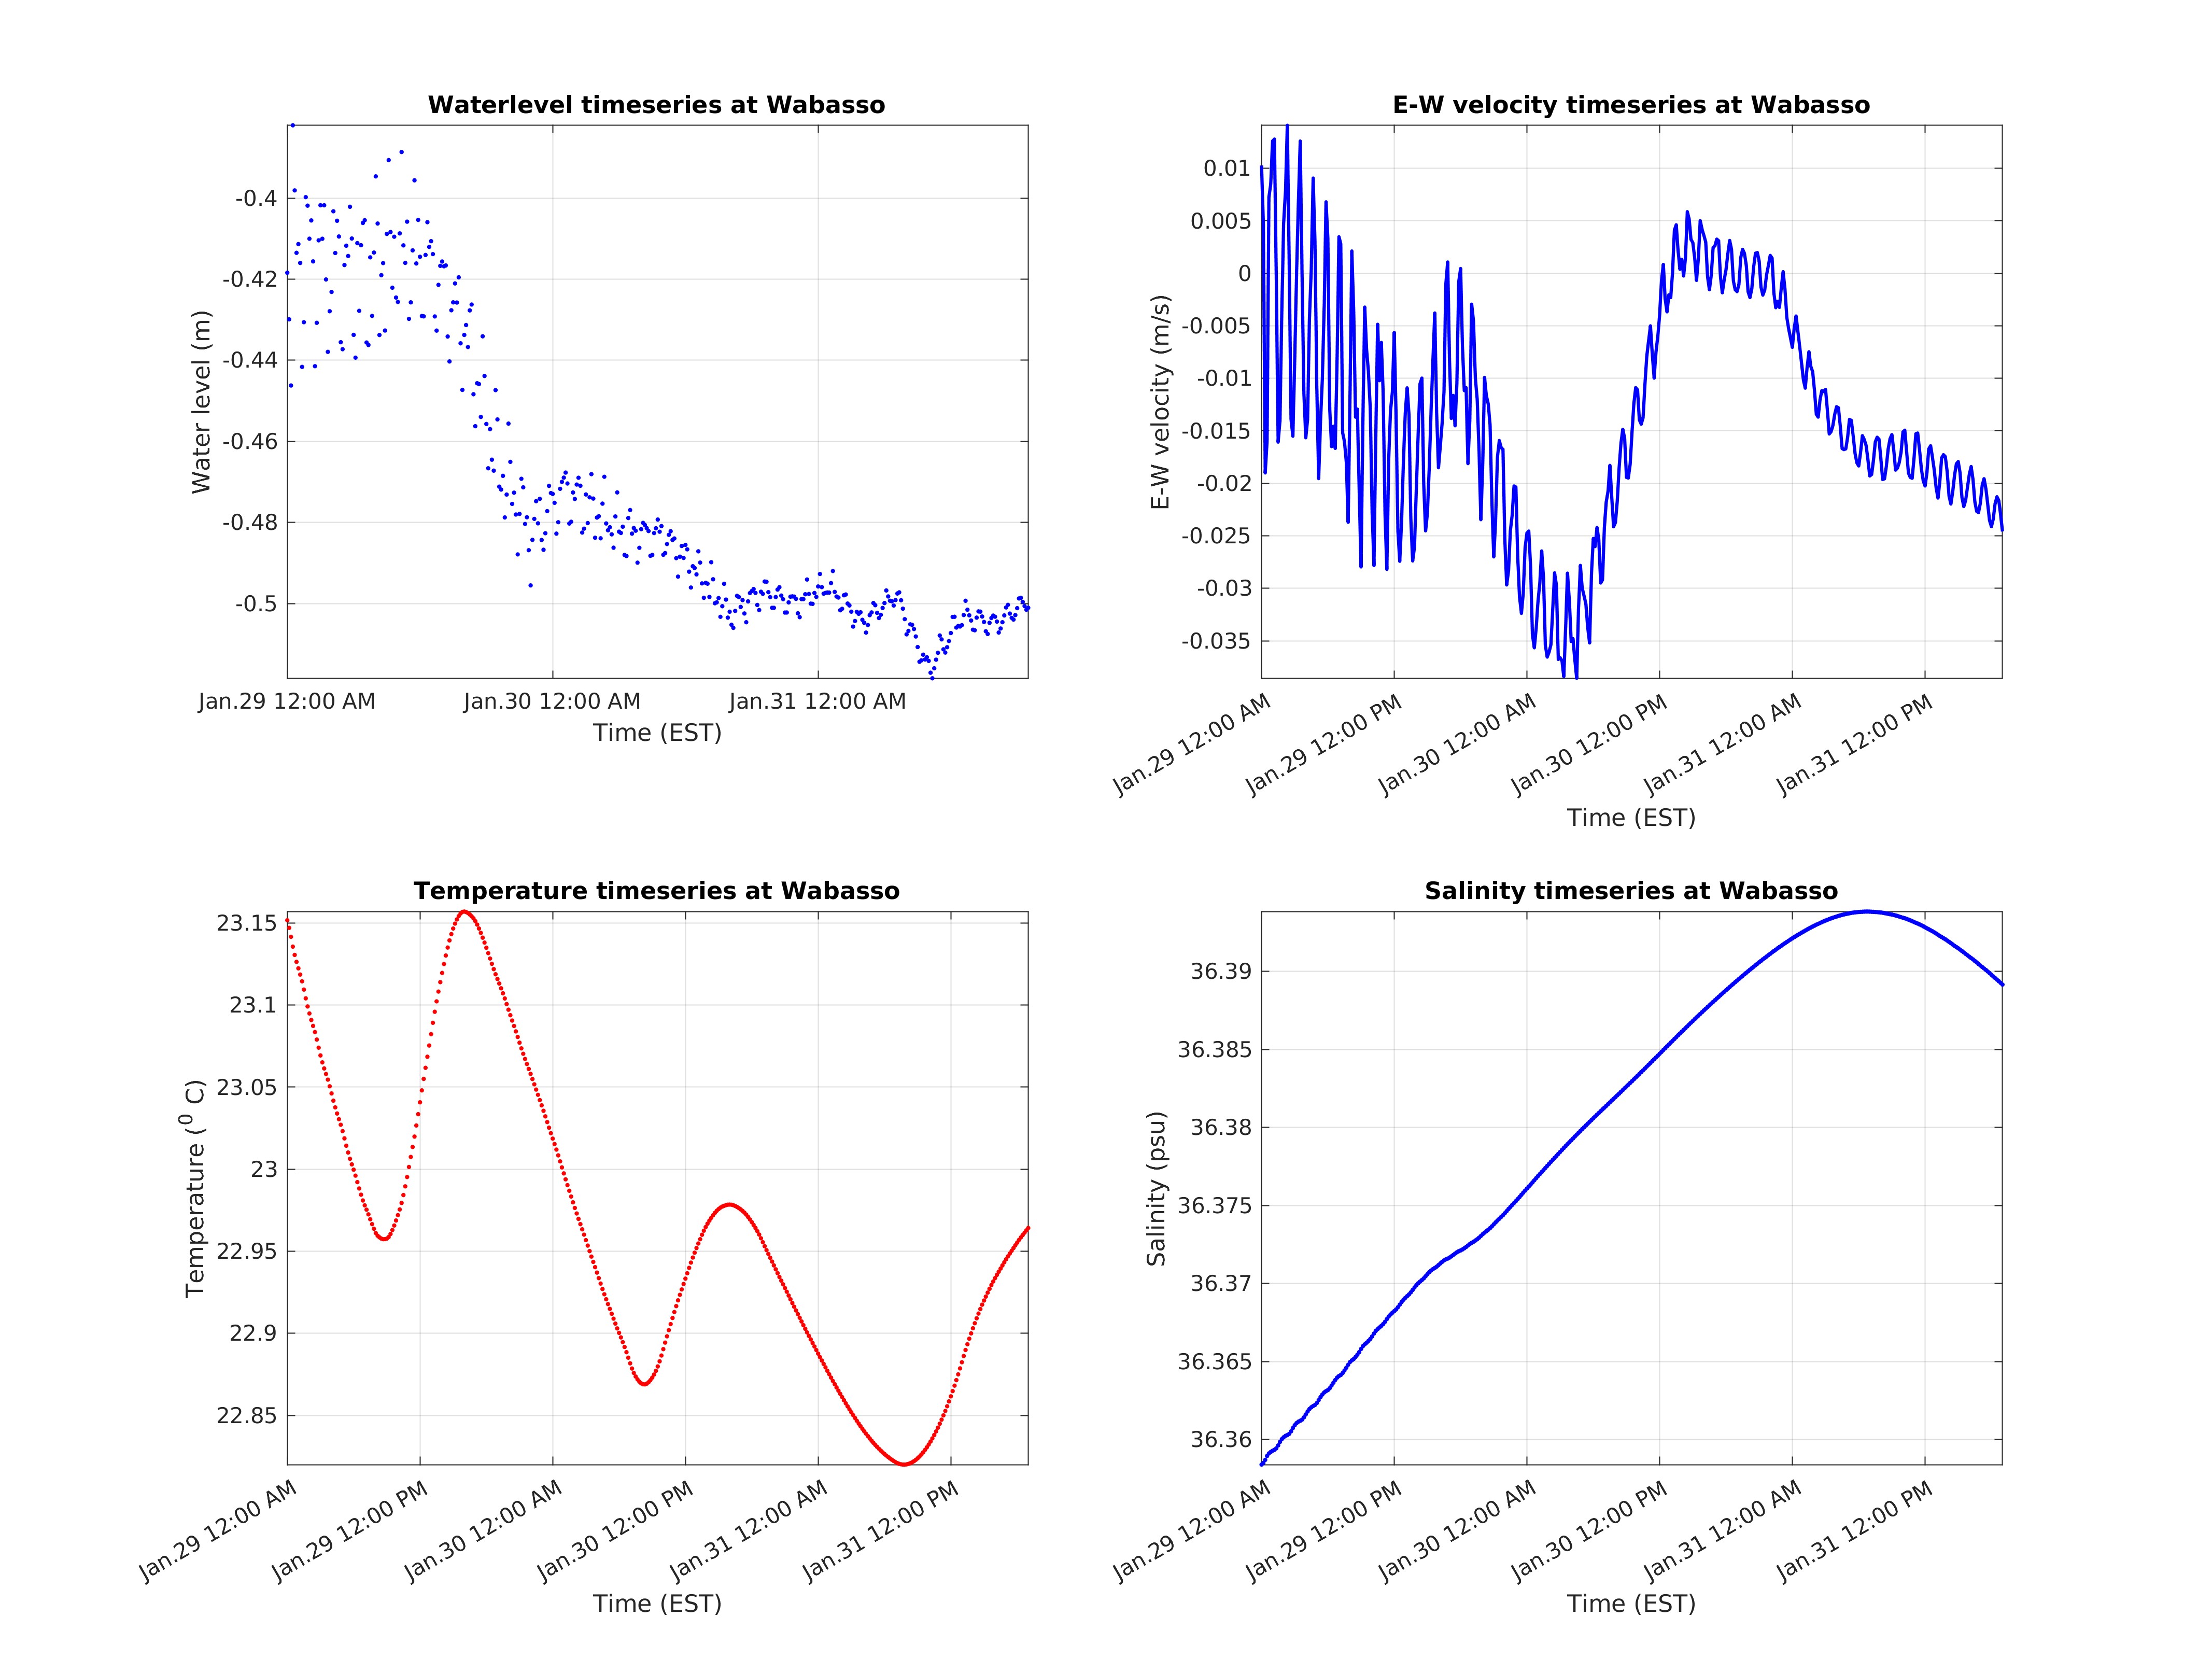 Waterlevel timeseries at Wabasso
-0.4
-0.42
-0.44
-0.46
-0.48
-0.5
Water level (m)
Jan.29 12:00 AM
Jan.30 12:00 AM
Jan.31 12:00 AM
Time (EST)
E-W velocity timeseries at Wabasso
0.01
0.005
0
-0.005
-0.01
-0.015
-0.02
-0.025
-0.03
-0.035
E-W velocity (m/s)
Jan.29 12:00 AM
Jan.29 12:00 PM
Jan.30 12:00 AM
Jan.30 12:00 PM
Jan.31 12:00 AM
Jan.31 12:00 PM
Time (EST)
Temperature timeseries at Wabasso
23.15
23.1
23.05
23
22.95
22.9
22.85
Temperature (⁰ C)
Jan.29 12:00 AM
Jan.29 12:00 PM
Jan.30 12:00 AM
Jan.30 12:00 PM
Jan.31 12:00 AM
Jan.31 12:00 PM
Time (EST)
Salinity timeseries at Wabasso
36.39
36.385
36.38
36.375
36.37
36.365
36.36
Salinity (psu)
Jan.29 12:00 AM
Jan.29 12:00 PM
Jan.30 12:00 AM
Jan.30 12:00 PM
Jan.31 12:00 AM
Jan.31 12:00 PM
Time (EST)